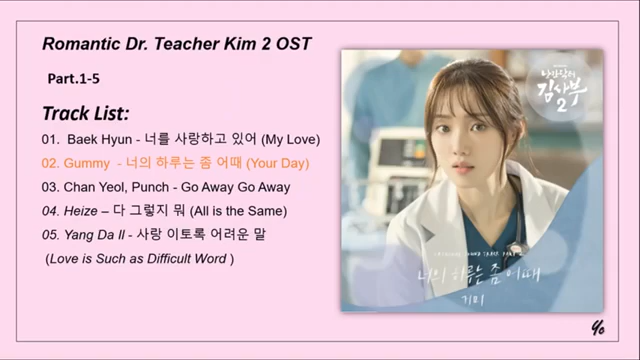 Romantic Dr. Teacher Kim 2 OST
Part.1-5
Track List:
01. Baek Hyun - 너를 사랑하고 있어 (My Love)
02. Gummy - 너의 하루는 좀 어때 (Your Day)
03. Chan Yeol, Punch - Go Away Go Away
04. Heize – 다 그렇지 뭐 (All is the Same)
05. Yang Da Il - 사랑 이토록 어려운 말
(Love is Such as Difficult Word )
낭만닥터
김사부
2
너의 하루는 좀 어때
거미